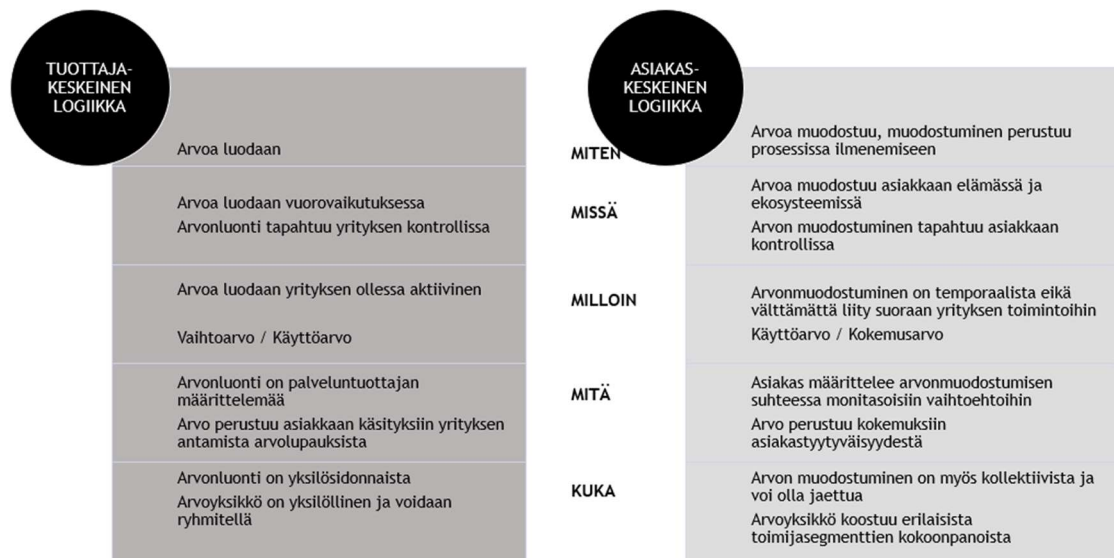 TUOTTAJA-
KESKEINEN
LOGIIKKA
ASIAKAS-
KESKEINEN
LOGIIKKA
Arvoa luodaan
MITEN
Arvoa muodostuu, muodostuminen perustuu
prosessissa ilmenemiseen
Arvoa luodaan vuorovaikutuksessa
Arvonluonti tapahtuu yrityksen kontrollissa
MISSÄ
Arvoa muodostuu asiakkaan elämässä ja
ekosysteemissä
Arvon muodostuminen tapahtuu asiakkaan
kontrollissa
Arvoa luodaan yrityksen ollessa aktiivinen
Vaihtoarvo / Käyttöarvo
MILLOIN
Arvonmuodostuminen on temporaalista eikä
välttämättä liity suoraan yrityksen toimintoihin
Käyttöarvo / Kokemusarvo
Arvonluonti on palveluntuottajan
määrittelemää
Arvo perustuu asiakkaan käsityksiin yrityksen
antamista arvolupauksista
MITÄ
Asiakas määrittelee arvonmuodostumisen
suhteessa monitasoisiin vaihtoehtoihin
Arvo perustuu kokemuksiin
asiakastyytyväisyydestä
Arvonluonti on yksilösidonnaista
Arvoyksikkö on yksilöllinen ja voidaan
ryhmitellä
KUKA
Arvon muodostuminen on myös kollektiivista ja
voi olla jaettua
Arvoyksikkö koostuu erilaisista
toimijasegmenttien kokoonpanoista